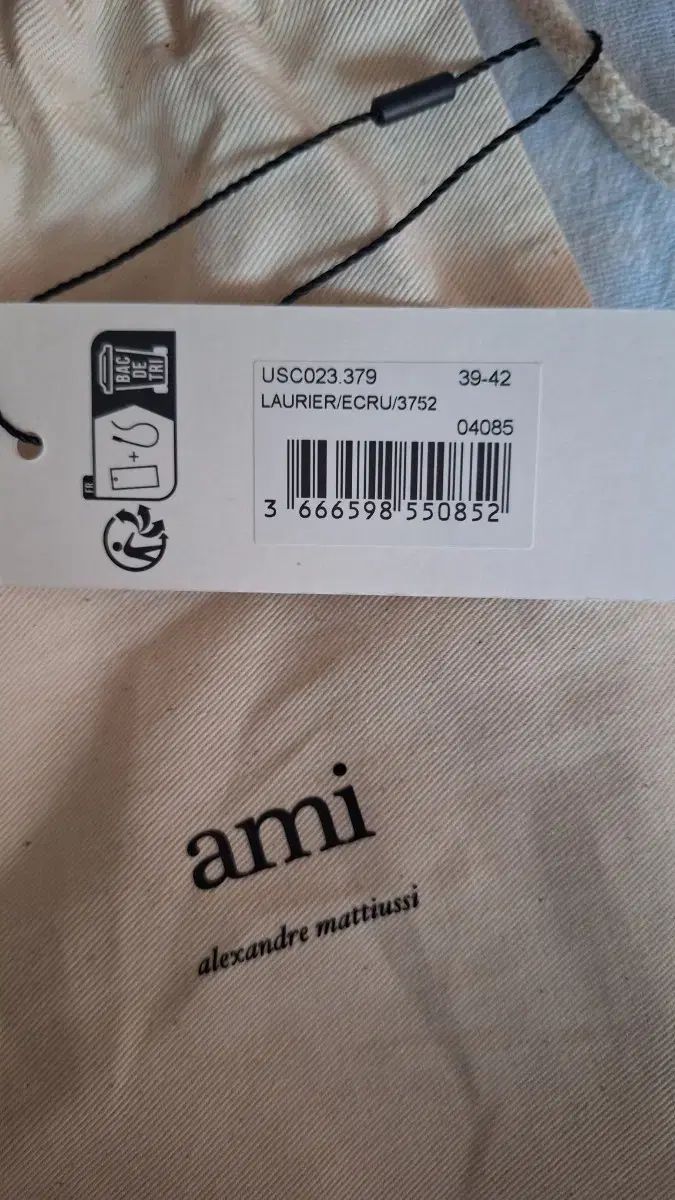 BAC
DE
TRI
+
FR
USC023.379 39-42
LAURIER/ECRU/3752
04085
3 666598 550852
ami
alexandre mattiussi